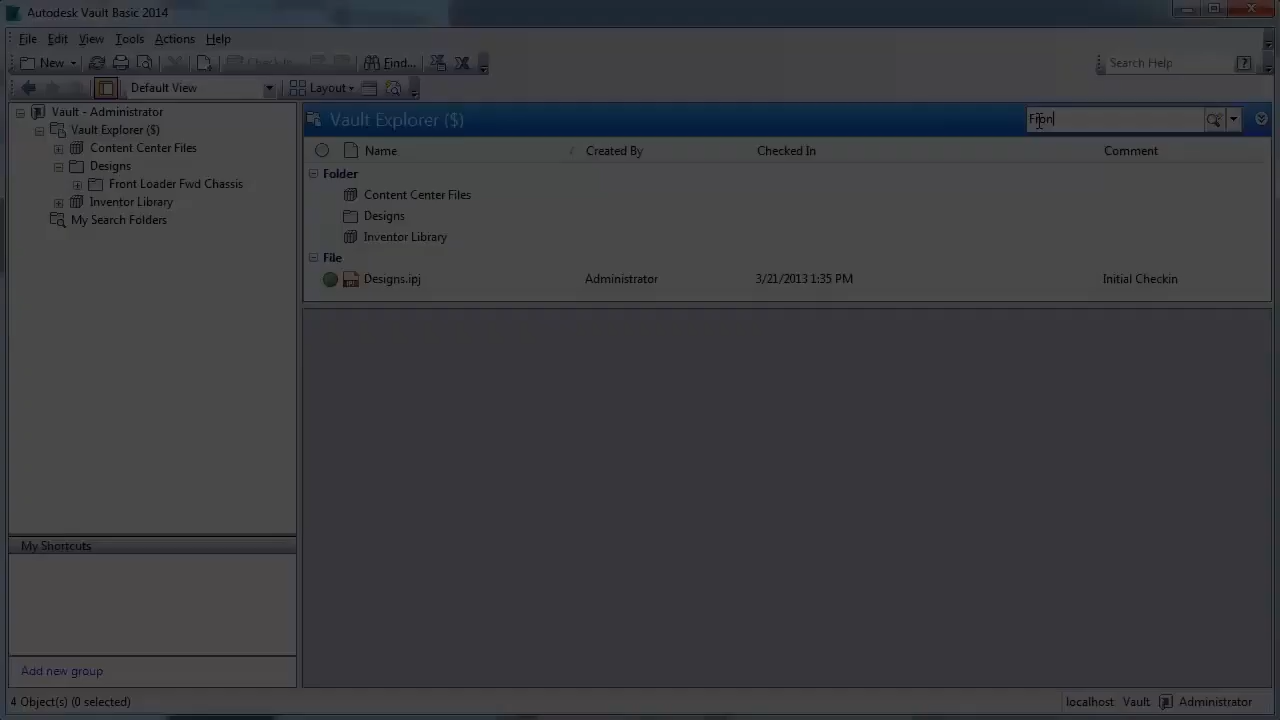 Autodesk Vault Basic 2014
File Edit View Tools Actions Help
New Find... Search Help
Default View Layout
Vault - Administrator
Vault Explorer ($)
Content Center Files
Designs
Front Loader Fwd Chassis
Inventor Library
My Search Folders
My Shortcuts
Add new group
Vault Explorer ($) Fron
Name / Created By Checked In Comment
Folder
Content Center Files
Designs
Inventor Library
File
Designs.ipj Administrator 3/21/2013 1:35 PM Initial Checkin
4 Object(s) (0 selected) localhost Vault Administrator